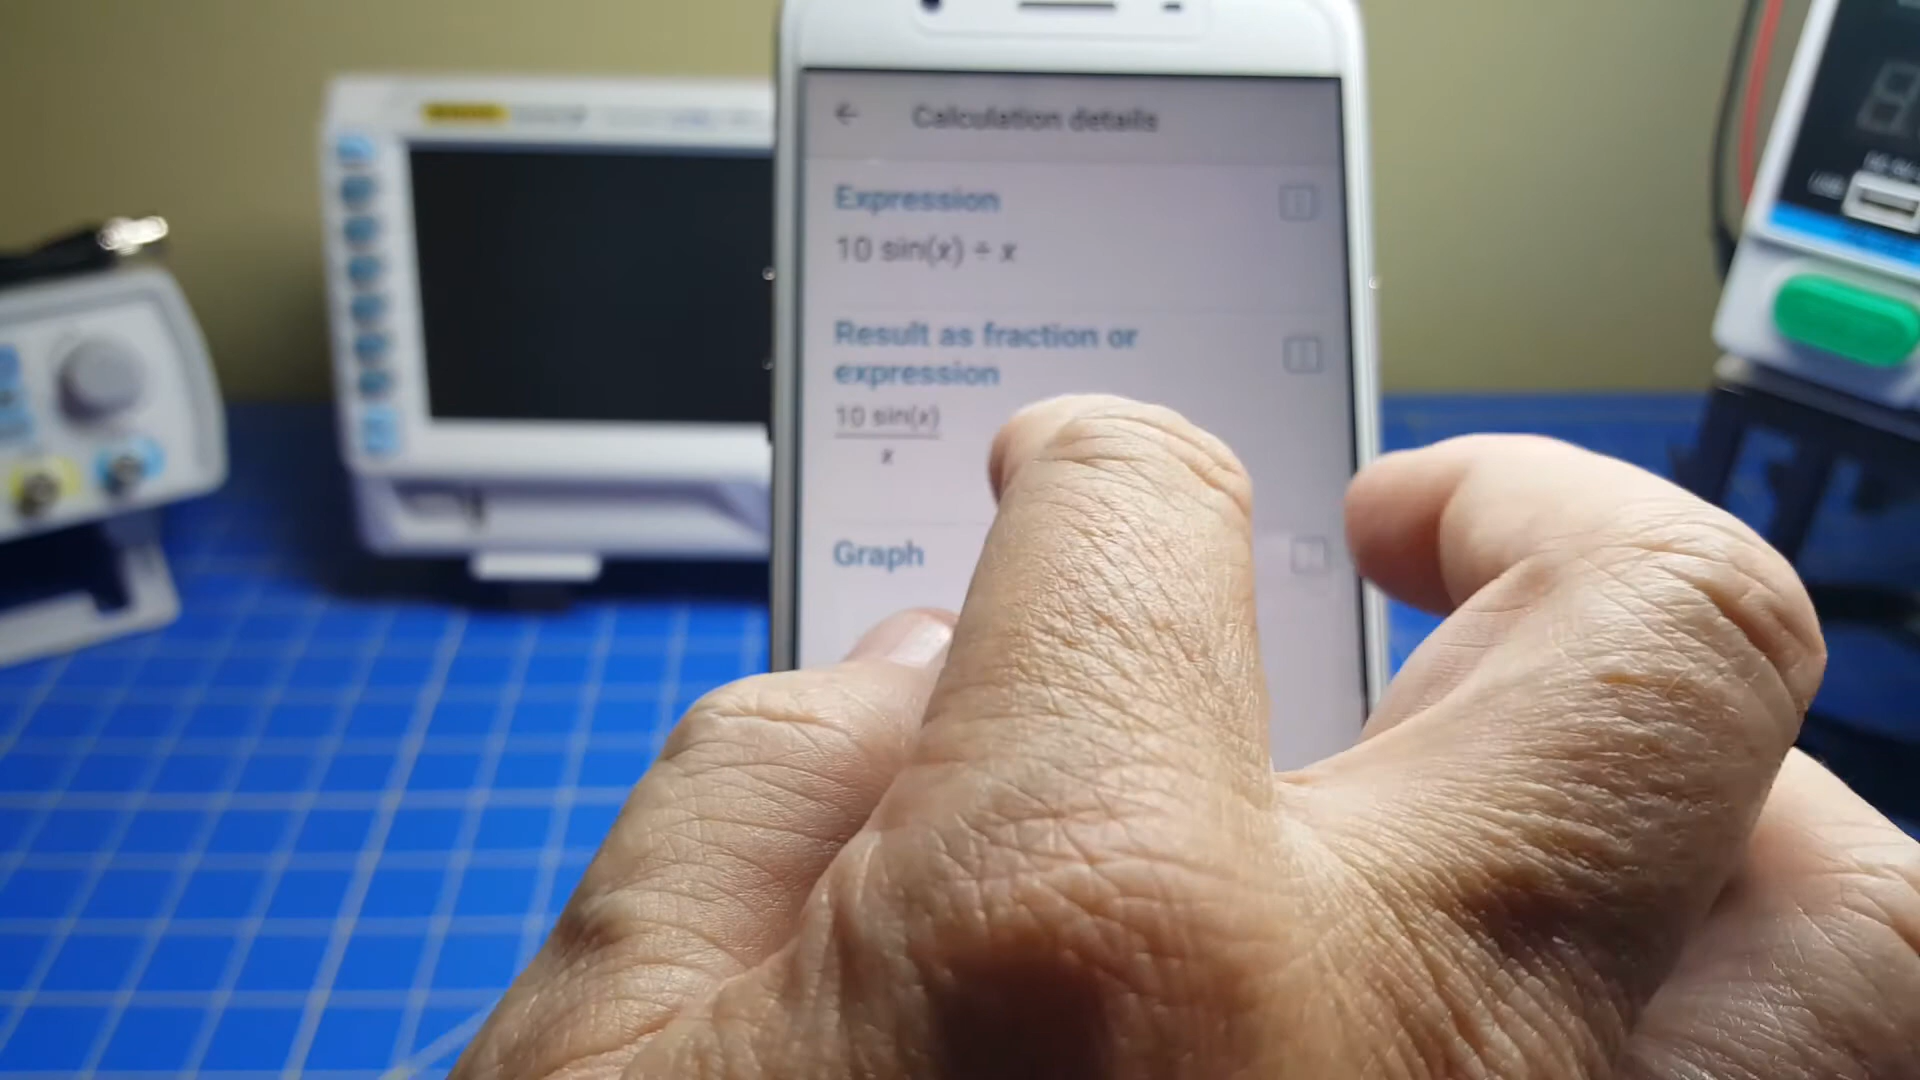 Calculation details
Expression
10 sin(x) ÷ x
Result as fraction or
expression
10 sin(x)
x
Graph